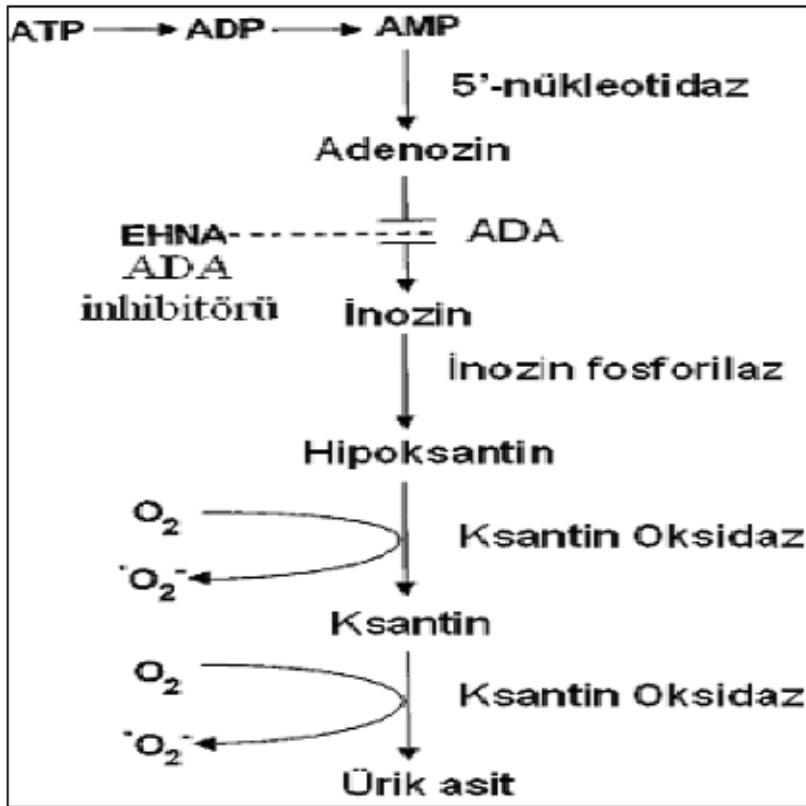 ATP ADP AMP
5'-nükleotidaz
Adenozin
EHNA ADA
ADA
inhibitörü
İnozin
İnozin fosforilaz
Hipoksantin
O₂
Ksantin Oksidaz
˙O₂⁻
Ksantin
O₂
Ksantin Oksidaz
˙O₂⁻
Ürik asit